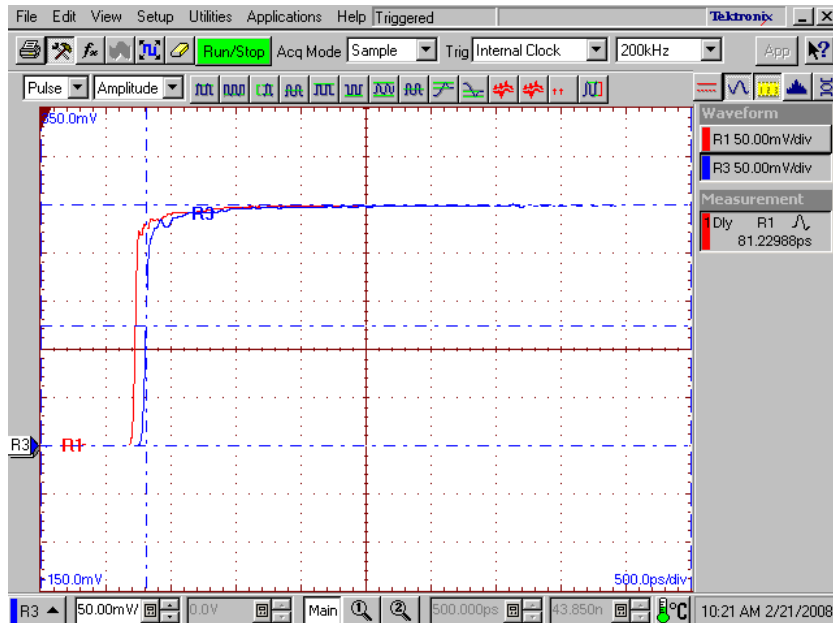 File Edit View Setup Utilities Applications Help Triggered Tektronix
Run/Stop Acq Mode Sample Trig Internal Clock 200kHz App
Pulse Amplitude
50.0mV
Waveform
R1 50.00mV/div
R3 50.00mV/div
Measurement
1 Dly R1
81.22988ps
R3
R3 R1
-150.0mV 500.0ps/div
R3 50.00mV/ 0.0V Main 1 2 500.000ps 43.850n °C 10:21 AM 2/21/2008